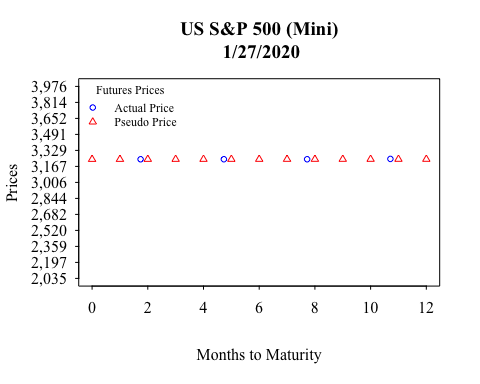 US S&P 500 (Mini)
1/27/2020
Futures Prices
Actual Price
Pseudo Price
Prices
3,976
3,814
3,652
3,491
3,329
3,167
3,006
2,844
2,682
2,520
2,359
2,197
2,035
0 2 4 6 8 10 12
Months to Maturity